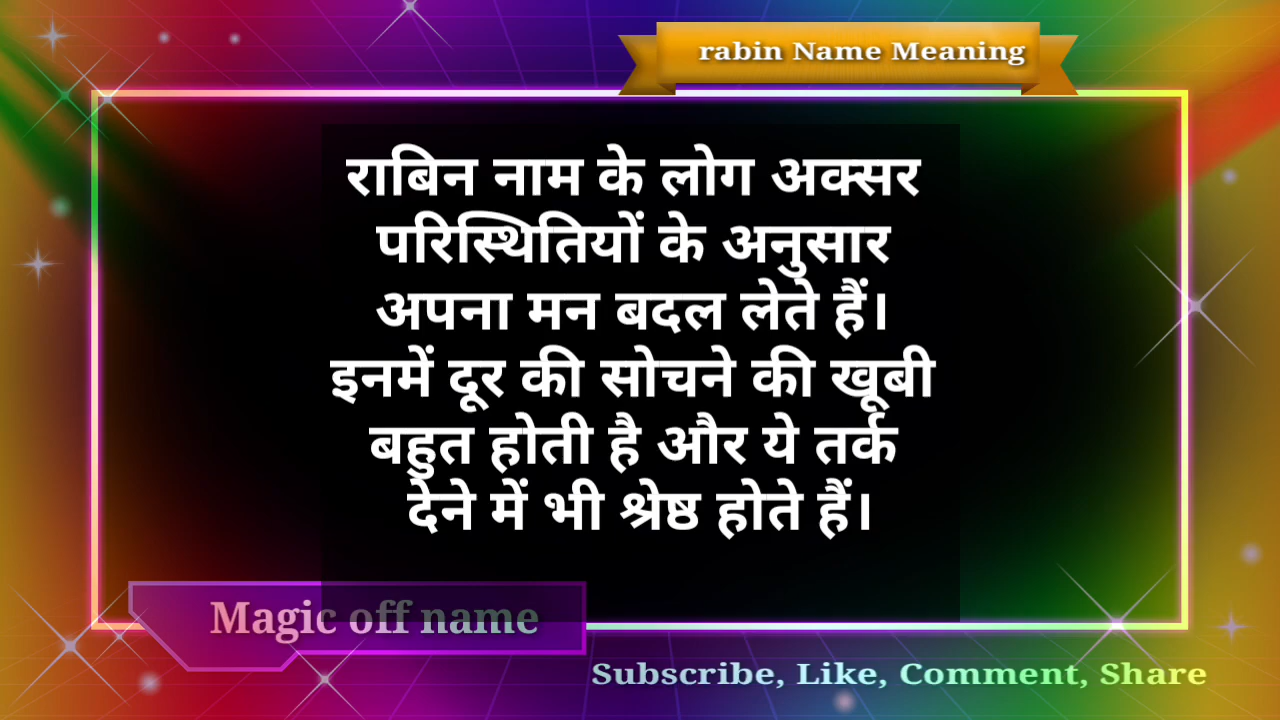 rabin Name Meaning
राबिन नाम के लोग अक्सर
परिस्थितियों के अनुसार
अपना मन बदल लेते हैं।
इनमें दूर की सोचने की खूबी
बहुत होती है और ये तर्क
देने में भी श्रेष्ठ होते हैं।
Magic off name
Subscribe, Like, Comment, Share